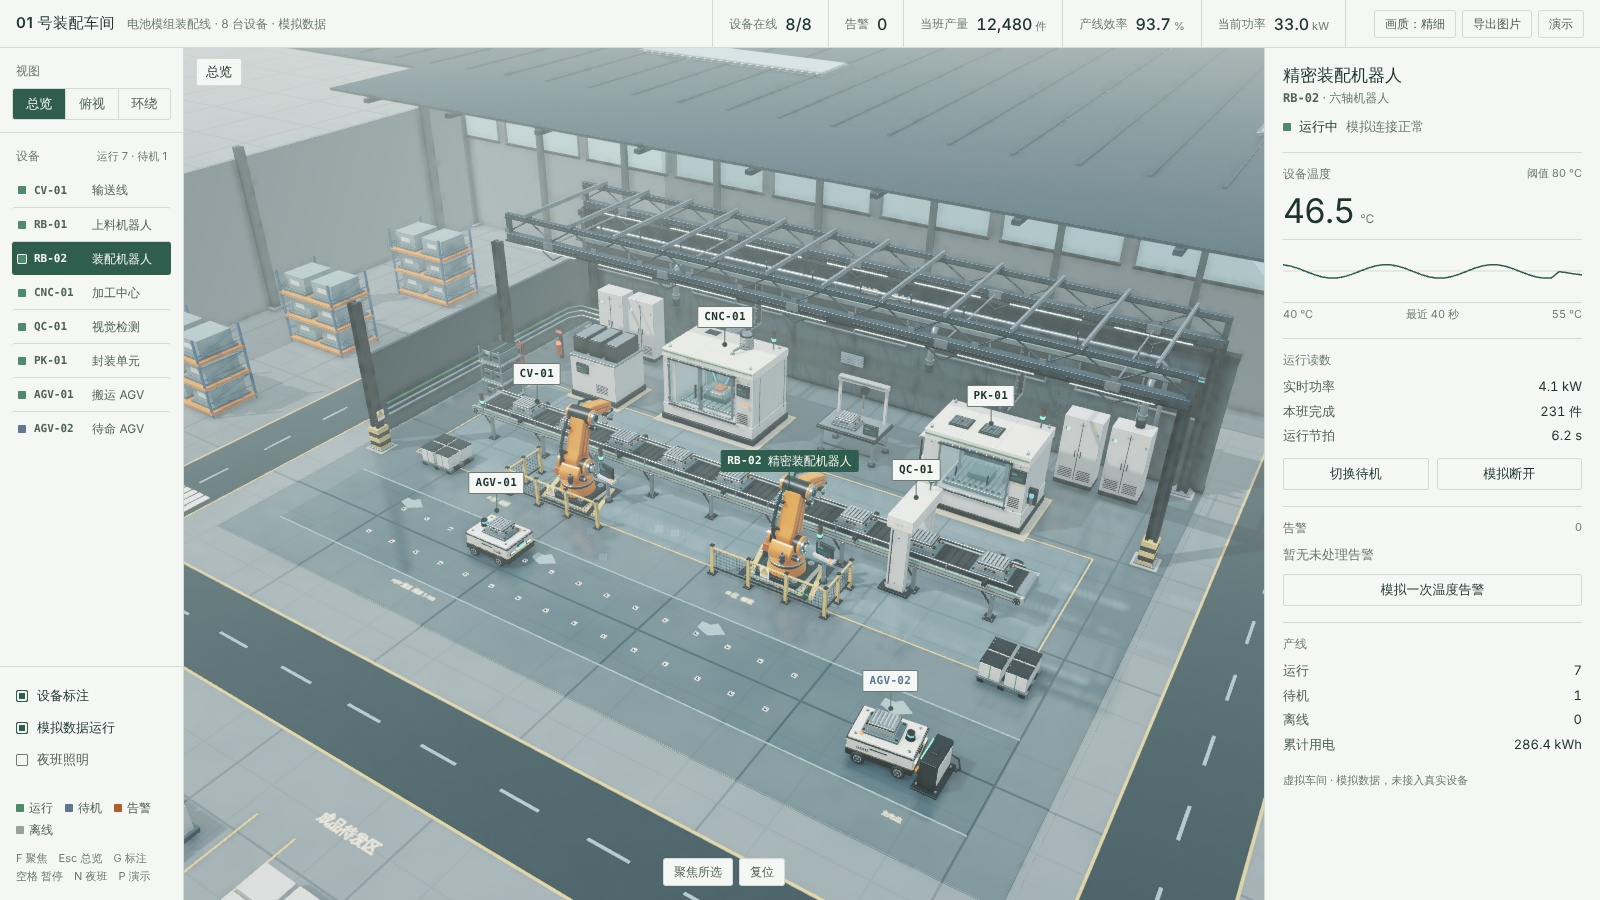 01 号装配车间 电池模组装配线 · 8 台设备 · 模拟数据
设备在线 8/8
告警 0
当班产量 12,480 件
产线效率 93.7 %
当前功率 33.0 kW
画质：精细
导出图片
演示
视图
总览 俯视 环绕
设备 运行 7 · 待机 1
CV-01 输送线
RB-01 上料机器人
RB-02 装配机器人
CNC-01 加工中心
QC-01 视觉检测
PK-01 封装单元
AGV-01 搬运 AGV
AGV-02 待命 AGV
设备标注
模拟数据运行
夜班照明
运行 待机 告警
离线
F 聚焦 Esc 总览 G 标注
空格 暂停 N 夜班 P 演示
总览
CNC-01
CV-01
PK-01
RB-02 精密装配机器人
QC-01
AGV-01
AGV-02
成品待发区
聚焦所选 复位
精密装配机器人
RB-02 · 六轴机器人
运行中 模拟连接正常
设备温度 阈值 80 °C
46.5 °C
40 °C 最近 40 秒 55 °C
运行读数
实时功率 4.1 kW
本班完成 231 件
运行节拍 6.2 s
切换待机 模拟断开
告警 0
暂无未处理告警
模拟一次温度告警
产线
运行 7
待机 1
离线 0
累计用电 286.4 kWh
虚拟车间 · 模拟数据，未接入真实设备